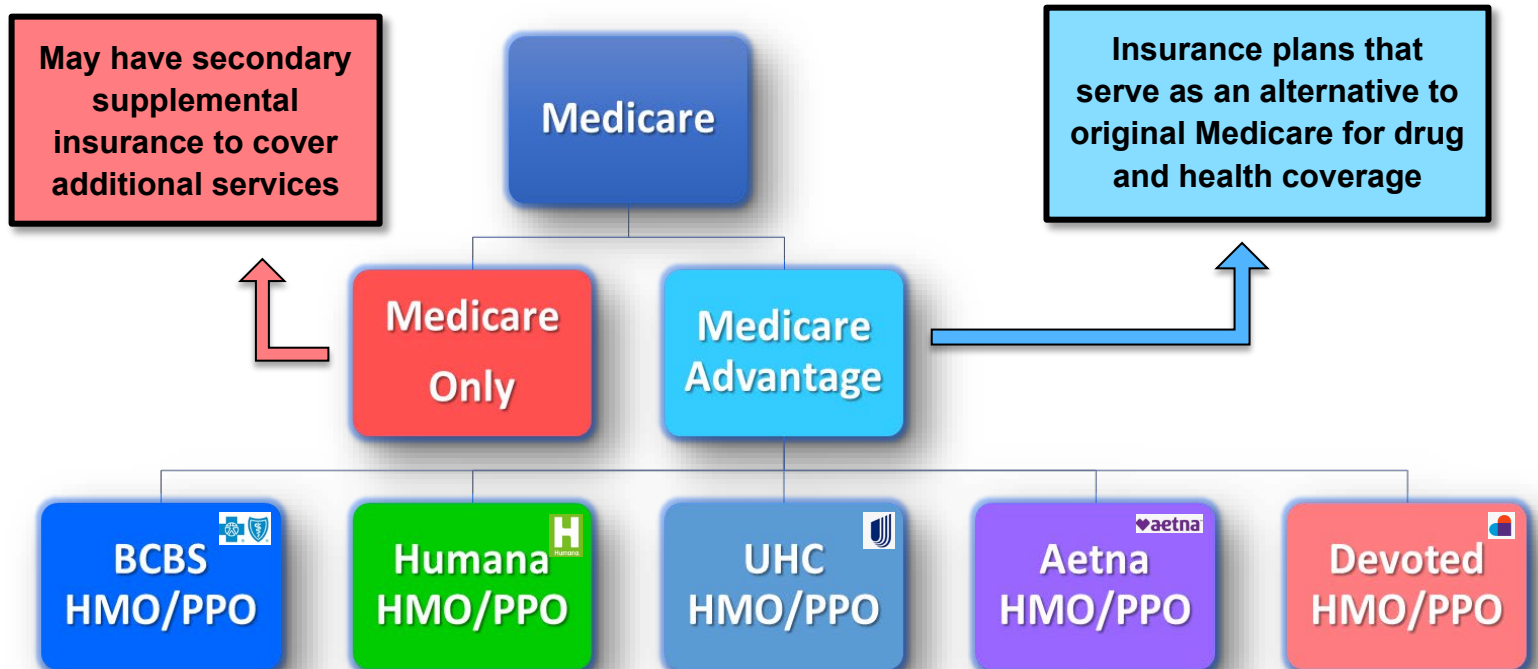 May have secondary
supplemental
insurance to cover
additional services
Medicare
Insurance plans that
serve as an alternative to
original Medicare for drug
and health coverage
Medicare
Only
Medicare
Advantage
BCBS
HMO/PPO
H
Humana
Humana
HMO/PPO
UHC
HMO/PPO
aetna
Aetna
HMO/PPO
Devoted
HMO/PPO